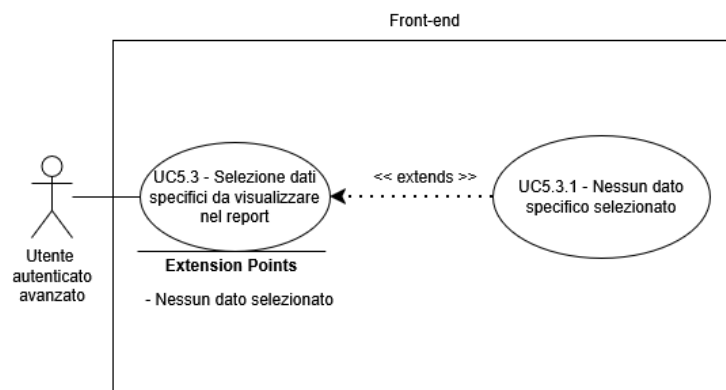 Front-end
UC5.3 - Selezione dati
specifici da visualizzare
nel report
<< extends >>
UC5.3.1 - Nessun dato
specifico selezionato
Utente
autenticato
avanzato
Extension Points
- Nessun dato selezionato